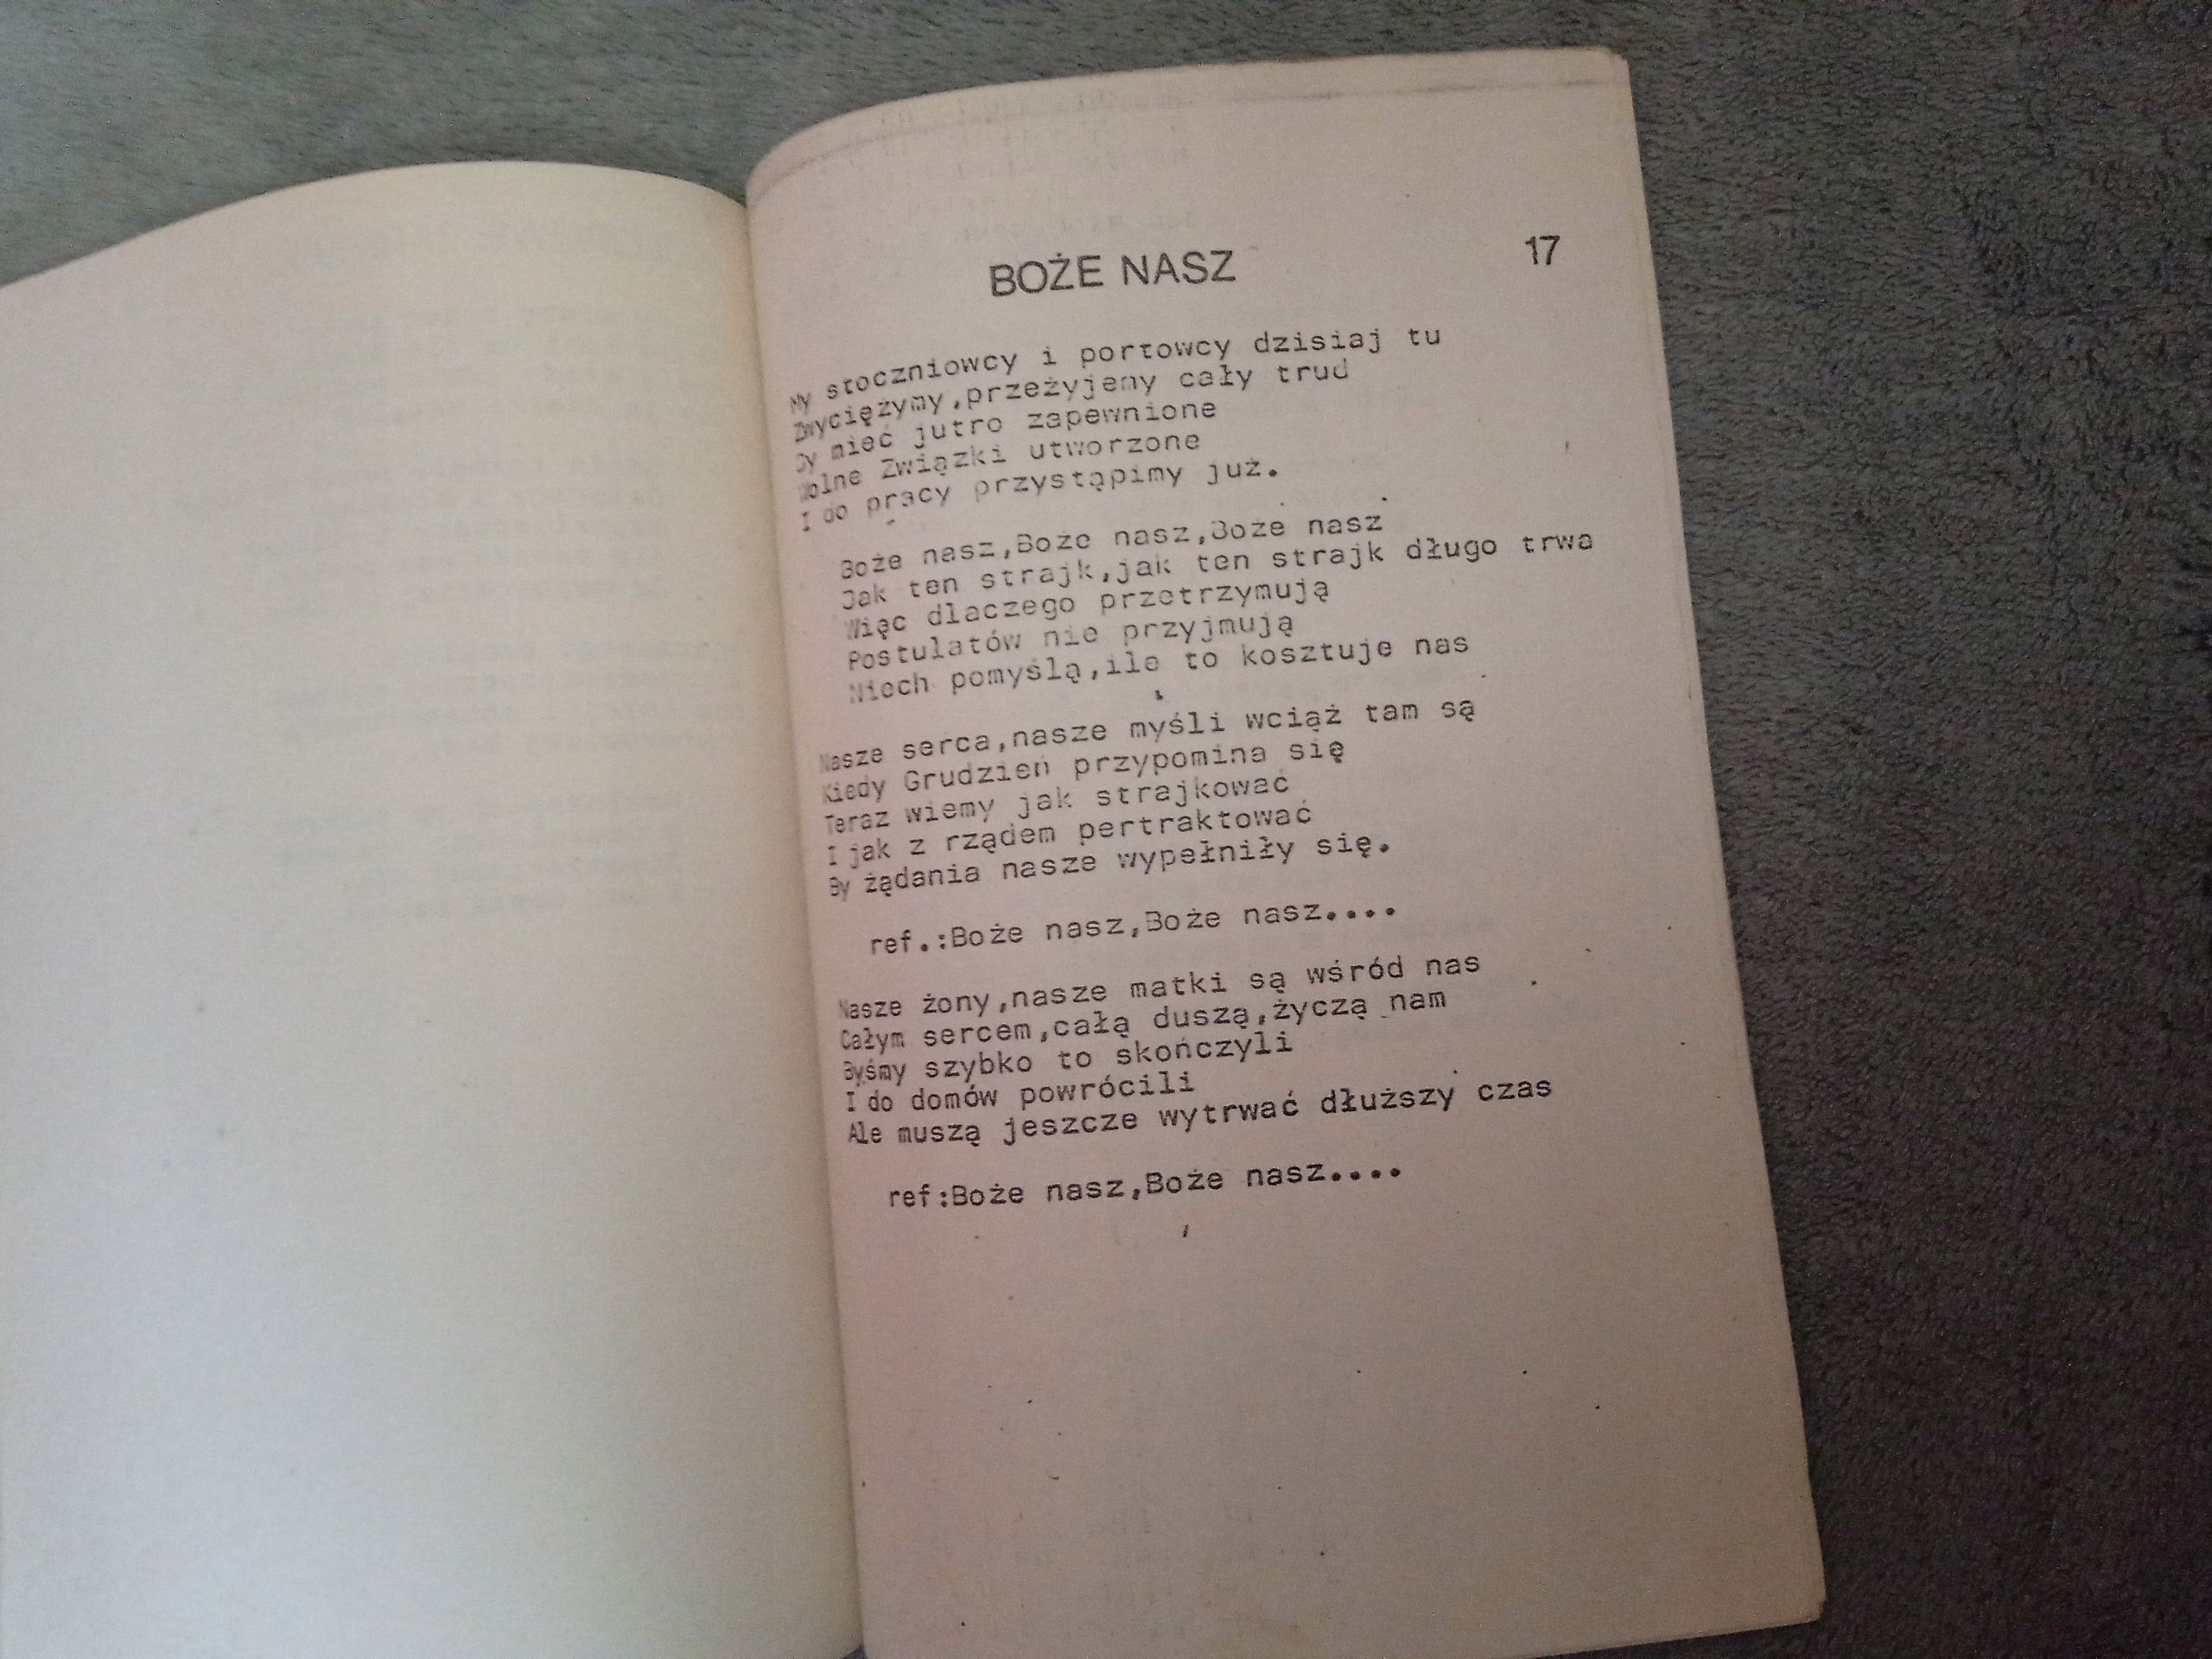 BOŻE NASZ
17
My stoczniowcy i portowcy dzisiaj tu
Zwyciężymy,przeżyjemy cały trud
By mieć jutro zapewnione
Wolne Związki utworzone
I do pracy przystąpimy już.
Boże nasz,Boże nasz,Boże nasz
Jak ten strajk,jak ten strajk długo trwa
Więc dlaczego przetrzymują
Postulatów nie przyjmują
Niech pomyślą,ile to kosztuje nas
Nasze serca,nasze myśli wciąż tam są
Kiedy Grudzień przypomina się
Teraz wiemy jak strajkować
I jak z rządem pertraktować
By żądania nasze wypełniły się.
ref.:Boże nasz,Boże nasz....
Nasze żony,nasze matki są wśród nas
Całym sercem,całą duszą,życzą nam
Byśmy szybko to skończyli
I do domów powrócili
Ale muszą jeszcze wytrwać dłuższy czas
ref:Boże nasz,Boże nasz....